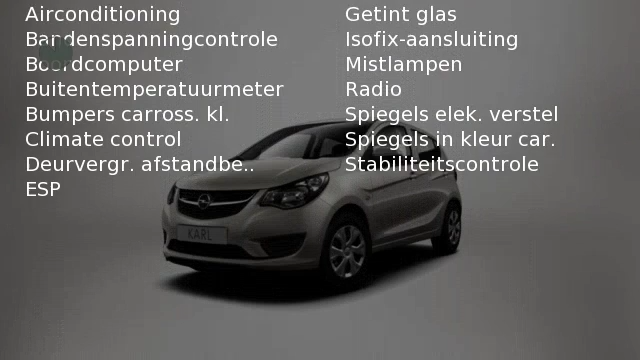 Airconditioning
Bandenspanningcontrole
Boordcomputer
Buitentemperatuurmeter
Bumpers carross. kl.
Climate control
Deurvergr. afstandbe..
ESP
Getint glas
Isofix-aansluiting
Mistlampen
Radio
Spiegels elek. verstel
Spiegels in kleur car.
Stabiliteitscontrole
KARL